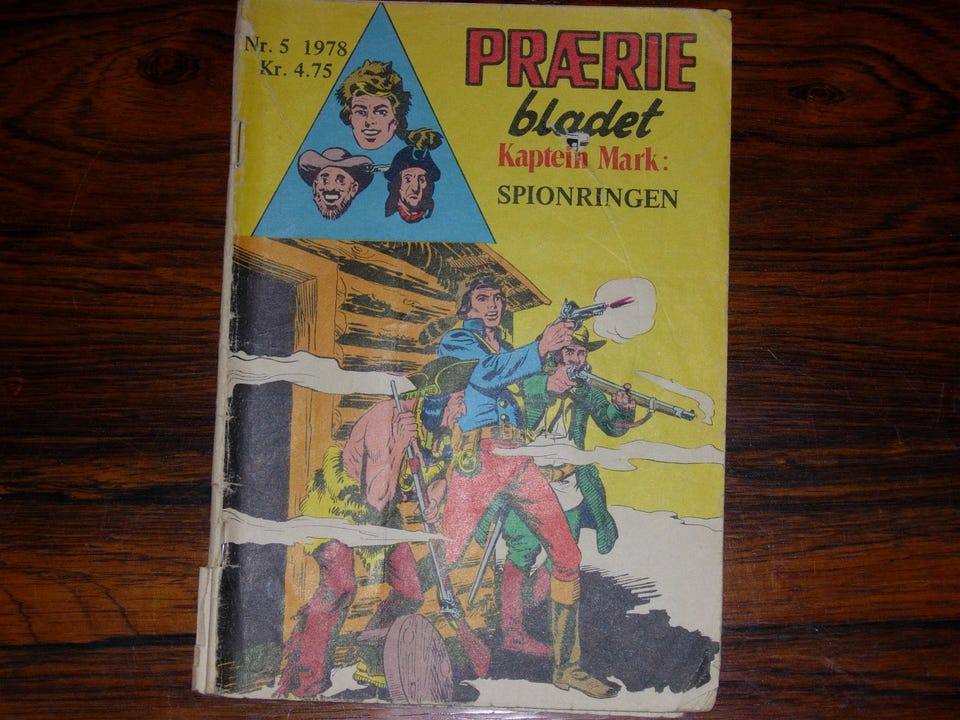 Nr. 5 1978
Kr. 4.75
PRÆRIE
bladet
Kaptein Mark:
SPIONRINGEN